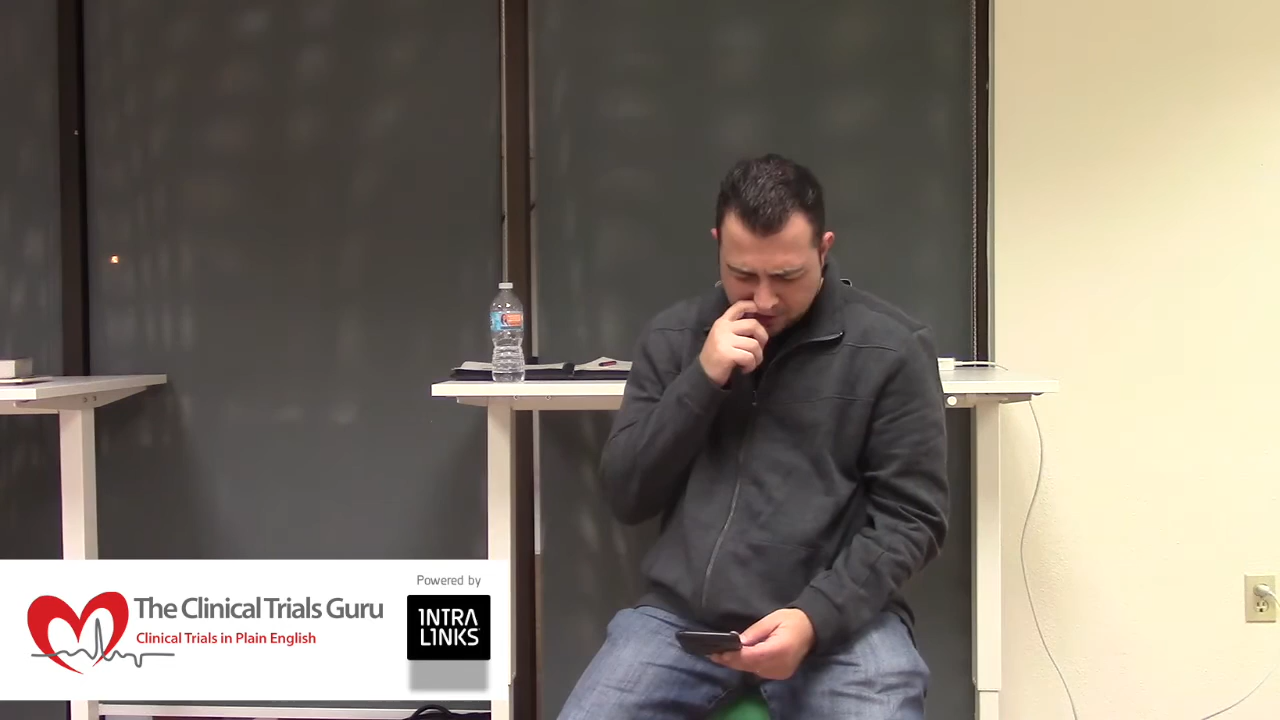 Powered by
The Clinical Trials Guru
Clinical Trials in Plain English
INTRA
LINKS